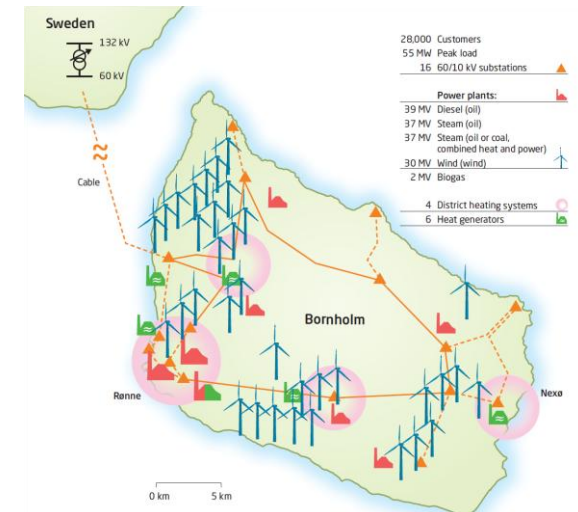 Sweden
132 kV
60 kV
Cable
28,000 Customers
55 MW Peak load
16 60/10 kV substations
Power plants:
39 MV Diesel (oil)
37 MV Steam (oil)
37 MV Steam (oil or coal,
combined heat and power)
30 MV Wind (wind)
2 MV Biogas
4 District heating systems
6 Heat generators
Bornholm
Rønne
Nexø
0 km 5 km